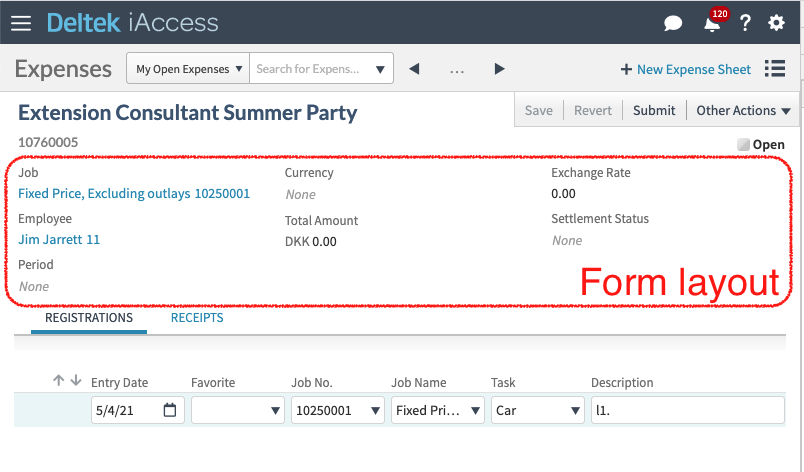 Deltek iAccess 120 ?
Expenses My Open Expenses Search for Expens... ... + New Expense Sheet
Extension Consultant Summer Party Save Revert Submit Other Actions
10760005 Open
Job Currency Exchange Rate
Fixed Price, Excluding outlays 10250001 None 0.00
Employee Total Amount Settlement Status
Jim Jarrett 11 DKK 0.00 None
Period
None
Form layout
REGISTRATIONS RECEIPTS
Entry Date Favorite Job No. Job Name Task Description
5/4/21 10250001 Fixed Pri... Car l1.